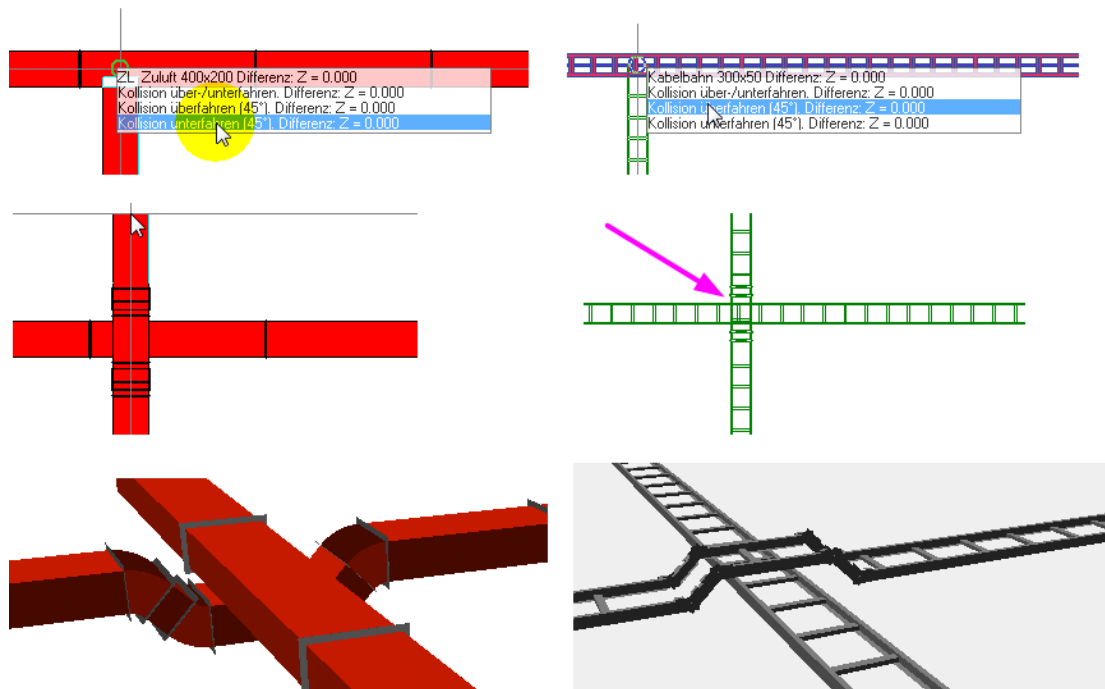 ZL Zuluft 400x200 Differenz: Z = 0.000
Kollision über-/unterfahren. Differenz: Z = 0.000
Kollision überfahren (45°). Differenz: Z = 0.000
Kollision unterfahren (45°). Differenz: Z = 0.000
Kabelbahn 300x50 Differenz: Z = 0.000
Kollision über-/unterfahren. Differenz: Z = 0.000
Kollision überfahren (45°). Differenz: Z = 0.000
Kollision unterfahren (45°). Differenz: Z = 0.000